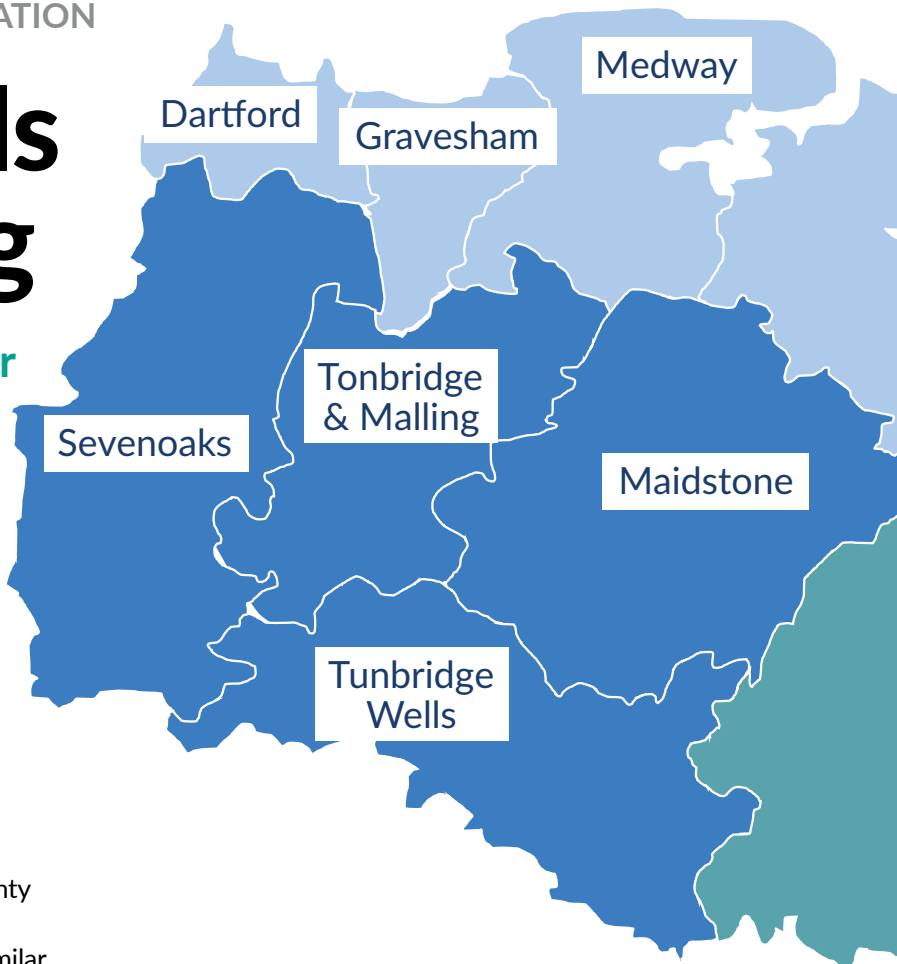 ATION
ls
g
r
Medway
Dartford
Gravesham
Tonbridge
& Malling
Sevenoaks
Maidstone
Tunbridge
Wells
nty
milar